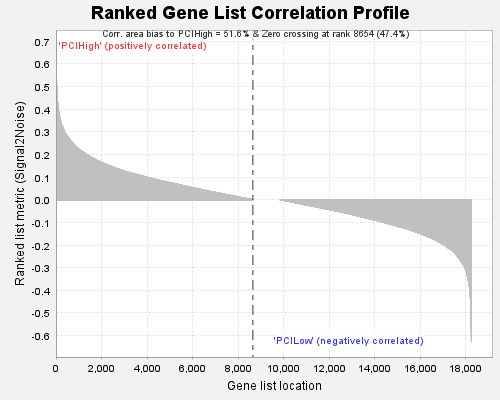 Ranked Gene List Correlation Profile
Corr. area bias to PCIHigh = 51.6% & Zero crossing at rank 8654 (47.4%)
'PCIHigh' (positively correlated)
0.7
0.6
0.5
0.4
0.3
0.2
0.1
0.0
-0.1
-0.2
-0.3
-0.4
-0.5
-0.6
Ranked list metric (Signal2Noise)
'PCILow' (negatively correlated)
0 2,000 4,000 6,000 8,000 10,000 12,000 14,000 16,000 18,000
Gene list location